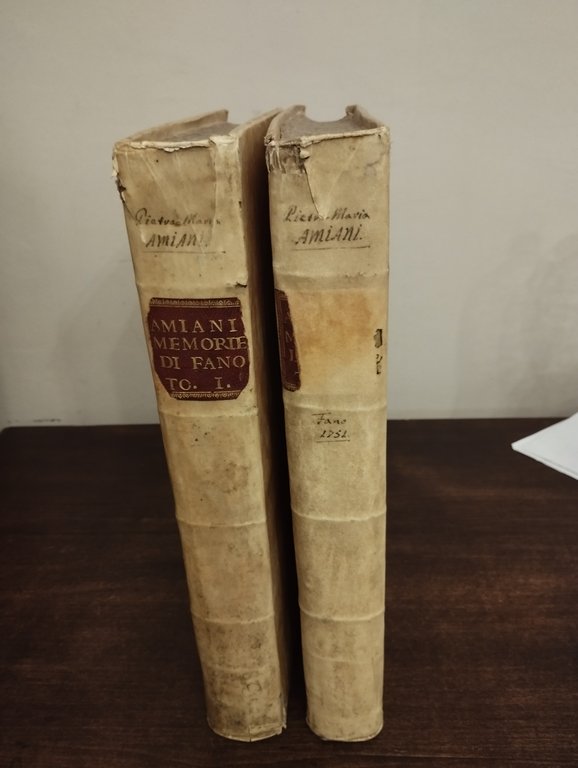 Pietro Maria
AMIANI.
AMIANI
MEMORIE
DI FANO
TO. I.
Pietro Maria
AMIANI.
Fano
1751.